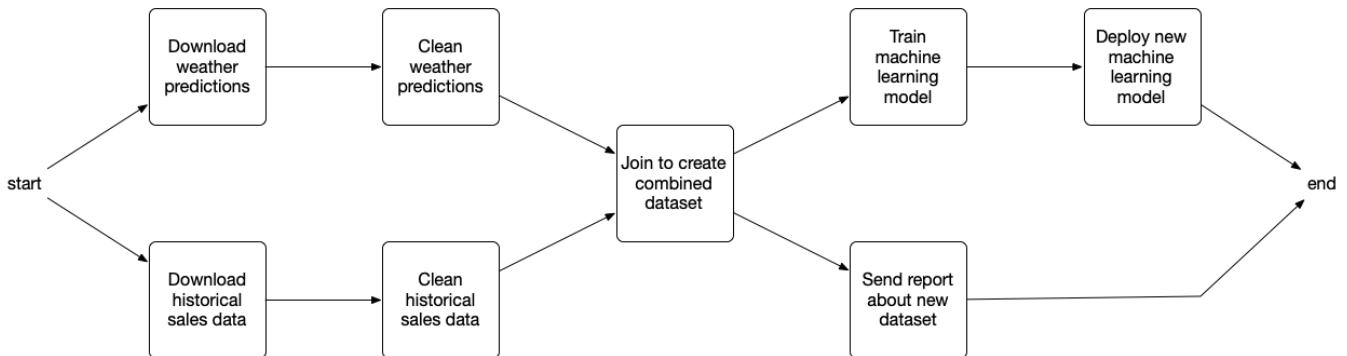 start
Download
weather
predictions
Clean
weather
predictions
Download
historical
sales data
Clean
historical
sales data
Join to create
combined
dataset
Train
machine
learning
model
Deploy new
machine
learning
model
Send report
about new
dataset
end